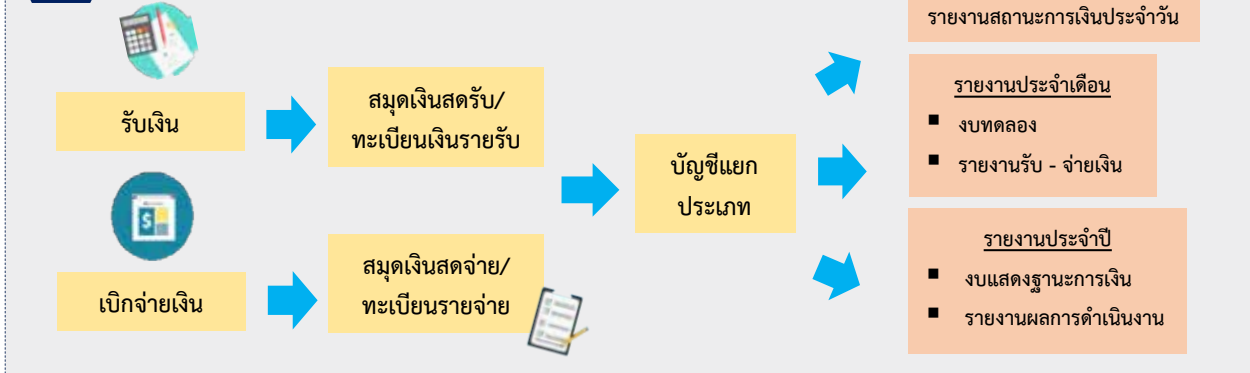 รายงานสถานะการเงินประจำวัน
รับเงิน
สมุดเงินสดรับ/
ทะเบียนเงินรายรับ
เบิกจ่ายเงิน
สมุดเงินสดจ่าย/
ทะเบียนรายจ่าย
บัญชีแยก
ประเภท
รายงานประจำเดือน
งบทดลอง
รายงานรับ - จ่ายเงิน
รายงานประจำปี
งบแสดงฐานะการเงิน
รายงานผลการดำเนินงาน